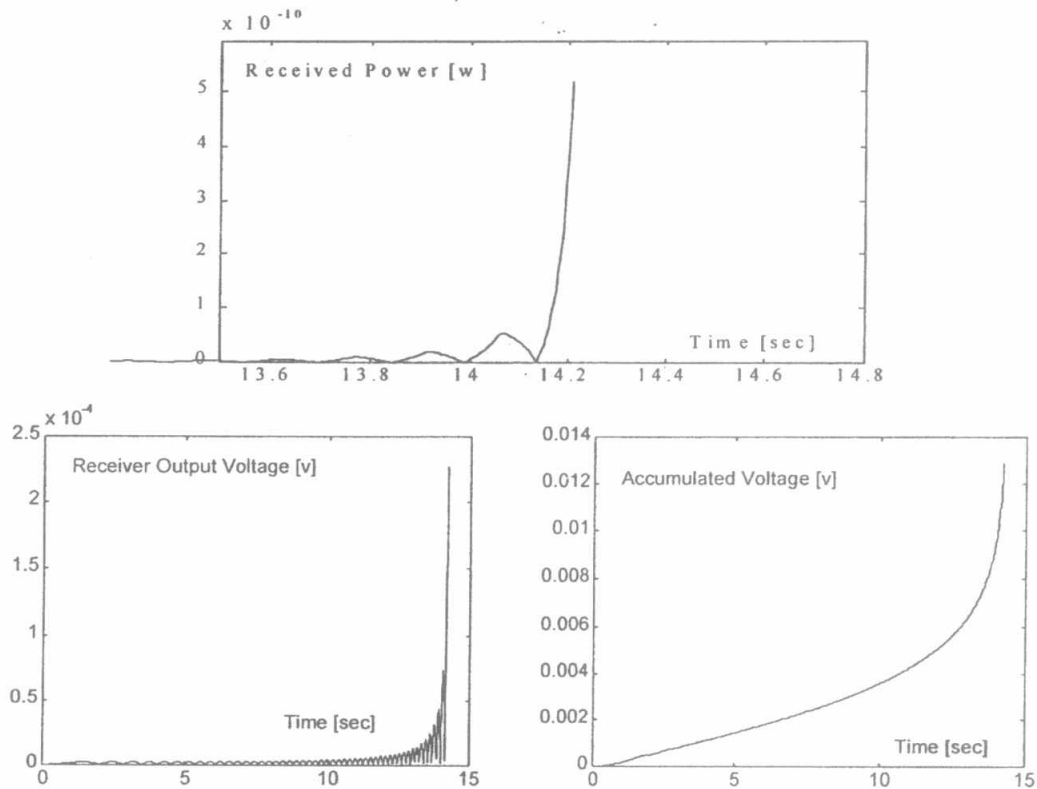 x 10⁻¹⁰
Received Power [w]
5
4
3
2
1
0
Time [sec]
13.6 13.8 14 14.2 14.4 14.6 14.8
x 10⁻⁴
2.5
Receiver Output Voltage [v]
2
1.5
1
0.5
0
Time [sec]
0 5 10 15
0.014
Accumulated Voltage [v]
0.012
0.01
0.008
0.006
0.004
0.002
0
Time [sec]
0 5 10 15